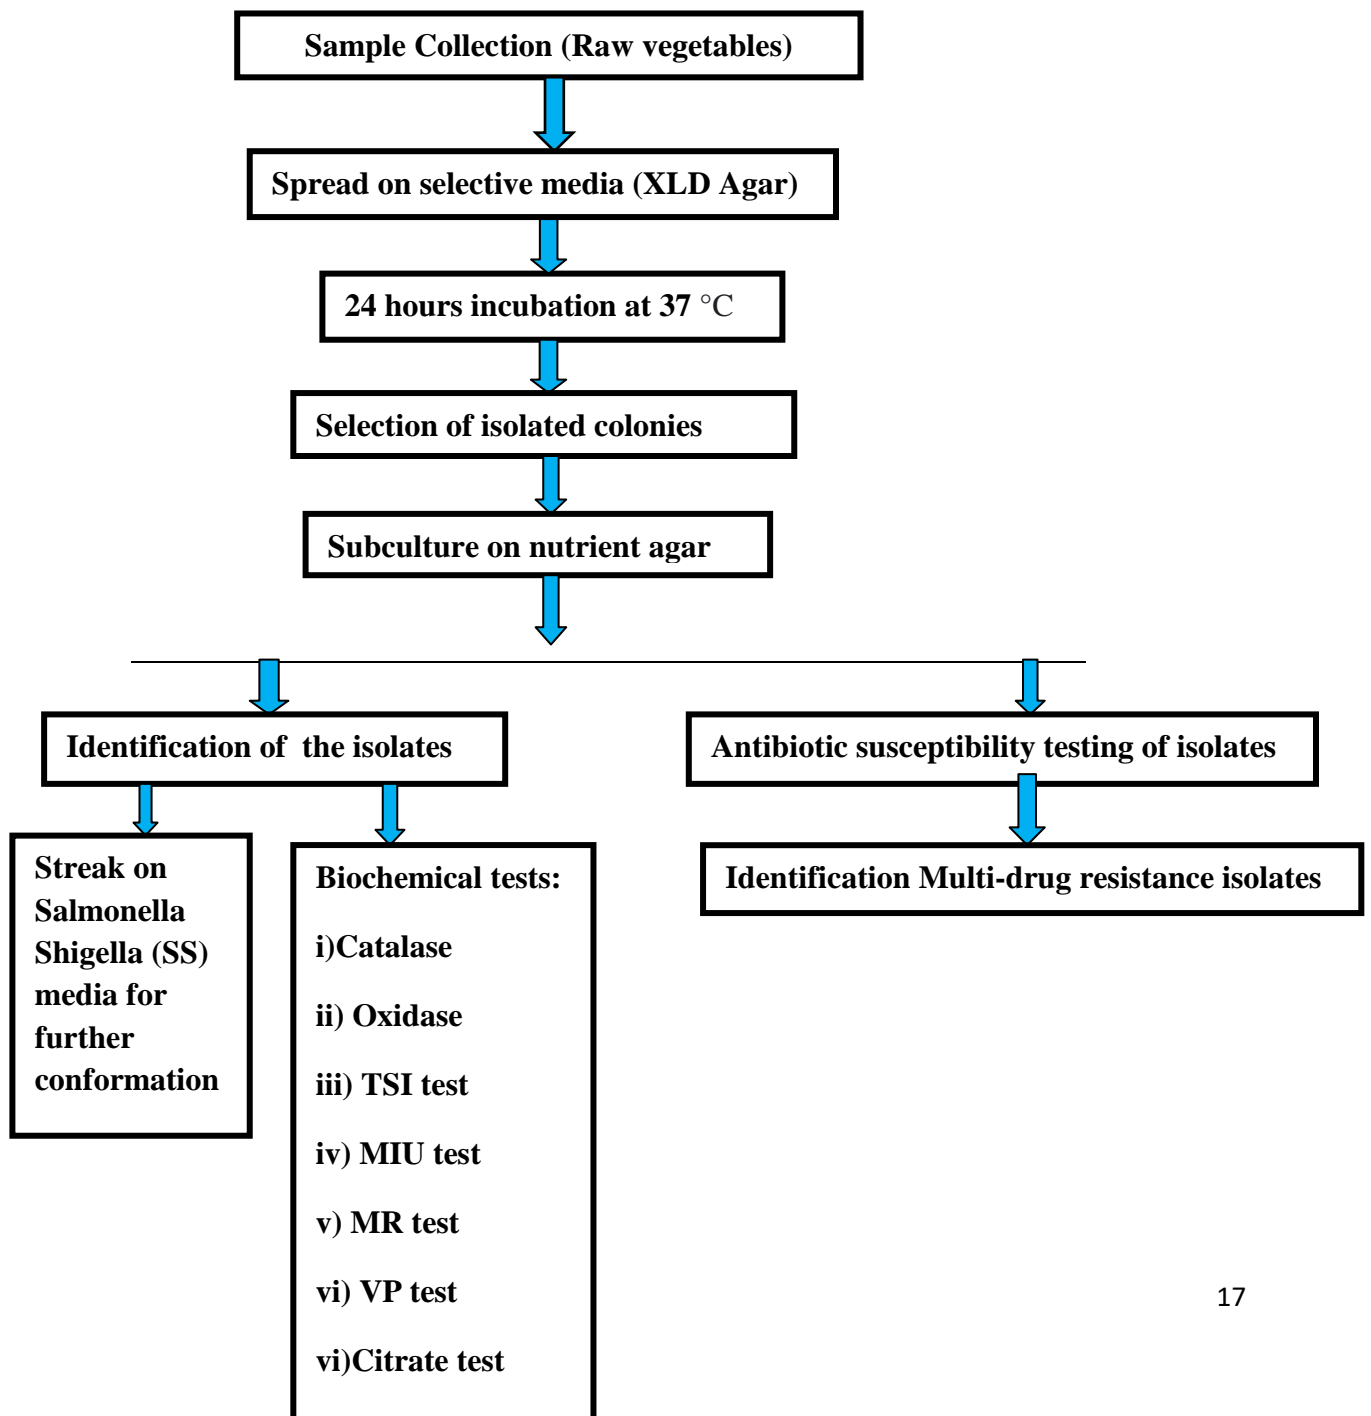 Sample Collection (Raw vegetables)
Spread on selective media (XLD Agar)
24 hours incubation at 37 °C
Selection of isolated colonies
Subculture on nutrient agar
Identification of  the isolates
Antibiotic susceptibility testing of isolates
Streak on
Salmonella
Shigella (SS)
media for
further
conformation
Biochemical tests:
i)Catalase
ii) Oxidase
iii) TSI test
iv) MIU test
v) MR test
vi) VP test
vi)Citrate test
Identification Multi-drug resistance isolates
17